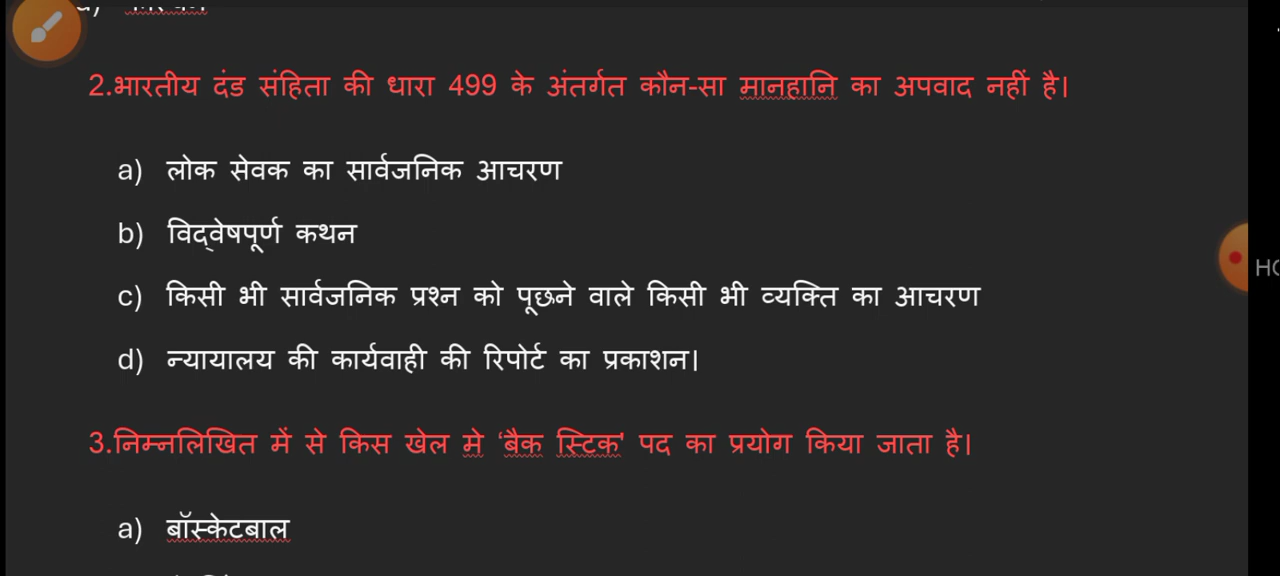 2.भारतीय दंड संहिता की धारा 499 के अंतर्गत कौन-सा मानहानि का अपवाद नहीं है।
a) लोक सेवक का सार्वजनिक आचरण
b) विद्वेषपूर्ण कथन
c) किसी भी सार्वजनिक प्रश्न को पूछने वाले किसी भी व्यक्ति का आचरण
HO
d) न्यायालय की कार्यवाही की रिपोर्ट का प्रकाशन।
3.निम्नलिखित में से किस खेल मे ‘बैक स्टिक' पद का प्रयोग किया जाता है।
a) बॉस्केटबाल